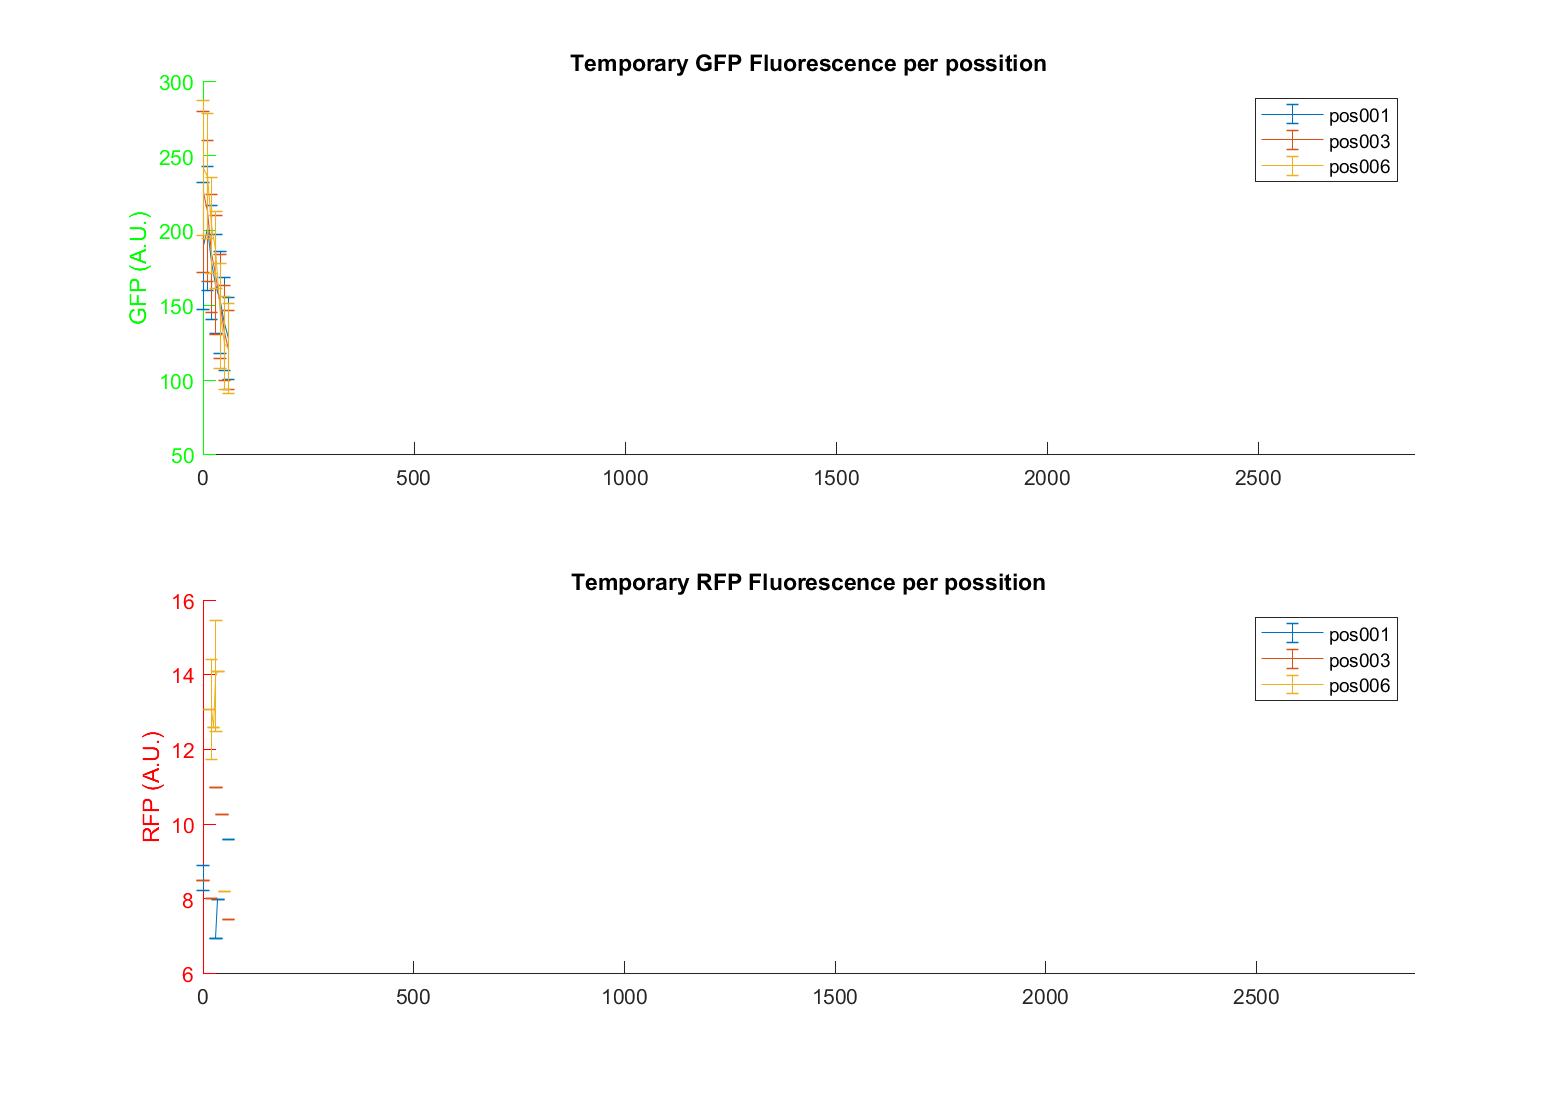 Temporary GFP Fluorescence per possition
300
250
200
150
100
50
GFP (A.U.)
pos001
pos003
pos006
0 500 1000 1500 2000 2500
Temporary RFP Fluorescence per possition
16
14
12
10
8
6
RFP (A.U.)
pos001
pos003
pos006
0 500 1000 1500 2000 2500